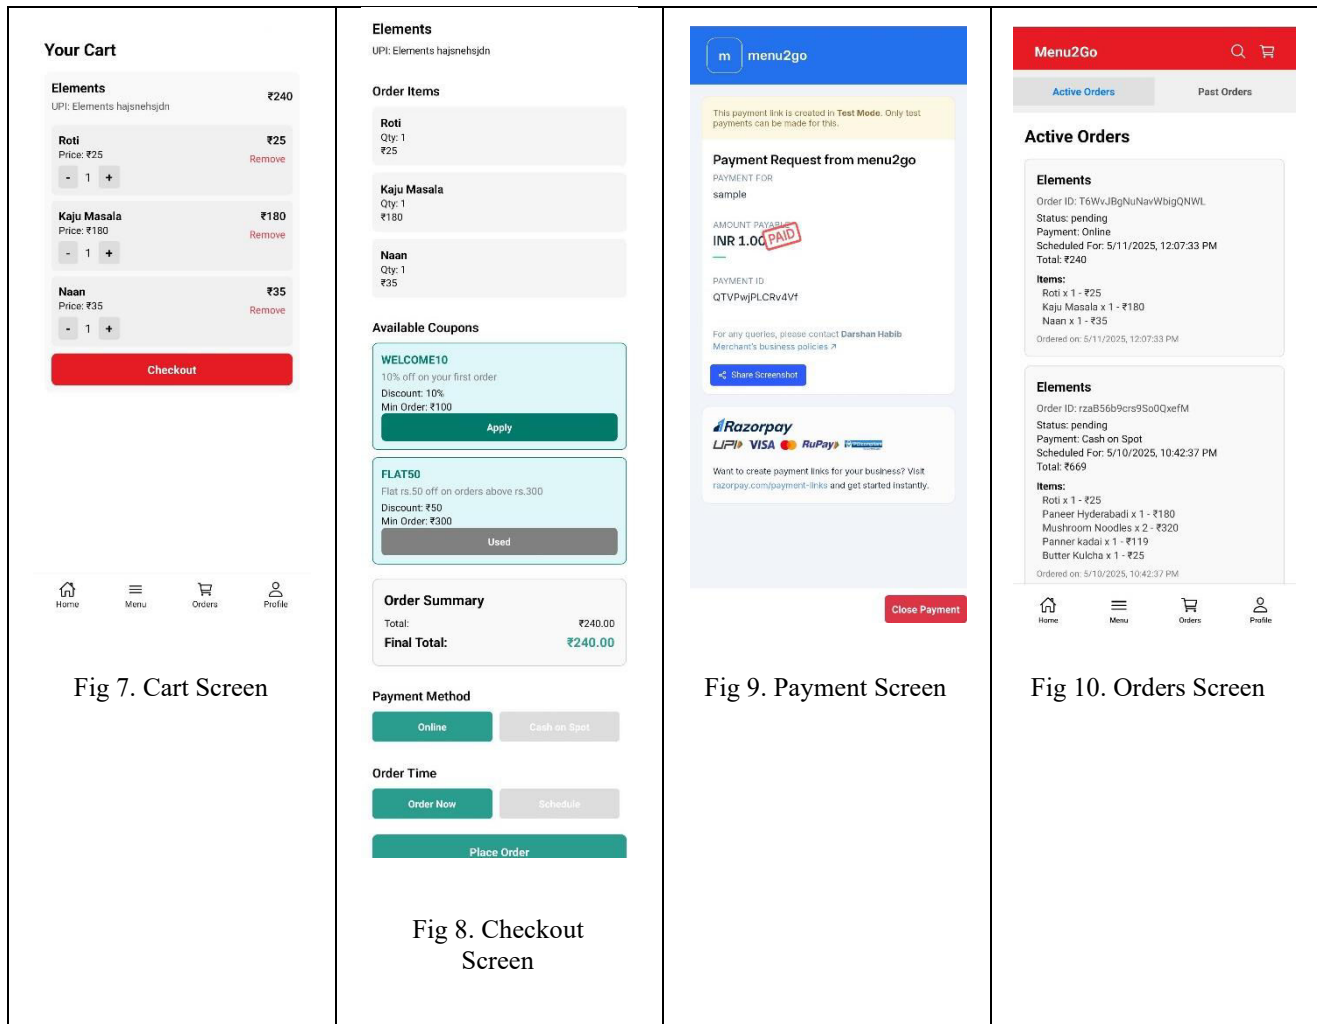 Your Cart
Elements
₹240
UPI: Elements hajsnehsjdn
Roti
₹25
Price: ₹25
Remove
- 1 +
Kaju Masala
₹180
Price: ₹180
Remove
- 1 +
Naan
₹35
Price: ₹35
Remove
- 1 +
Checkout
Home
Menu
Orders
Profile
Fig 7. Cart Screen
Elements
UPI: Elements hajsnehsjdn
Order Items
Roti
Qty: 1
₹25
Kaju Masala
Qty: 1
₹180
Naan
Qty: 1
₹35
Available Coupons
WELCOME10
10% off on your first order
Discount: 10%
Min Order: ₹100
Apply
FLAT50
Flat rs.50 off on orders above rs.300
Discount: ₹50
Min Order: ₹300
Used
Order Summary
Total:
₹240.00
Final Total:
₹240.00
Payment Method
Online
Cash on Spot
Order Time
Order Now
Schedule
Place Order
Fig 8. Checkout
Screen
m menu2go
This payment link is created in Test Mode. Only test
payments can be made for this.
Payment Request from menu2go
PAYMENT FOR
sample
AMOUNT PAYABLE
INR 1.00
PAID
PAYMENT ID
QTVPwjPLCRv4Vf
For any queries, please contact Darshan Habib
Merchant's business policies
Share Screenshot
Razorpay
UPI VISA RuPay
Want to create payment links for your business? Visit
razorpay.com/payment-links and get started instantly.
Close Payment
Fig 9. Payment Screen
Menu2Go
Active Orders
Past Orders
Active Orders
Elements
Order ID: T6WvJBgNuNavWbigQNWL
Status: pending
Payment: Online
Scheduled For: 5/11/2025, 12:07:33 PM
Total: ₹240
Items:
Roti x 1 - ₹25
Kaju Masala x 1 - ₹180
Naan x 1 - ₹35
Ordered on: 5/11/2025, 12:07:33 PM
Elements
Order ID: rzaB56b9crs9So0QxefM
Status: pending
Payment: Cash on Spot
Scheduled For: 5/10/2025, 10:42:37 PM
Total: ₹669
Items:
Roti x 1 - ₹25
Paneer Hyderabadi x 1 - ₹180
Mushroom Noodles x 2 - ₹320
Panner kadai x 1 - ₹119
Butter Kulcha x 1 - ₹25
Ordered on: 5/10/2025, 10:42:37 PM
Home
Menu
Orders
Profile
Fig 10. Orders Screen